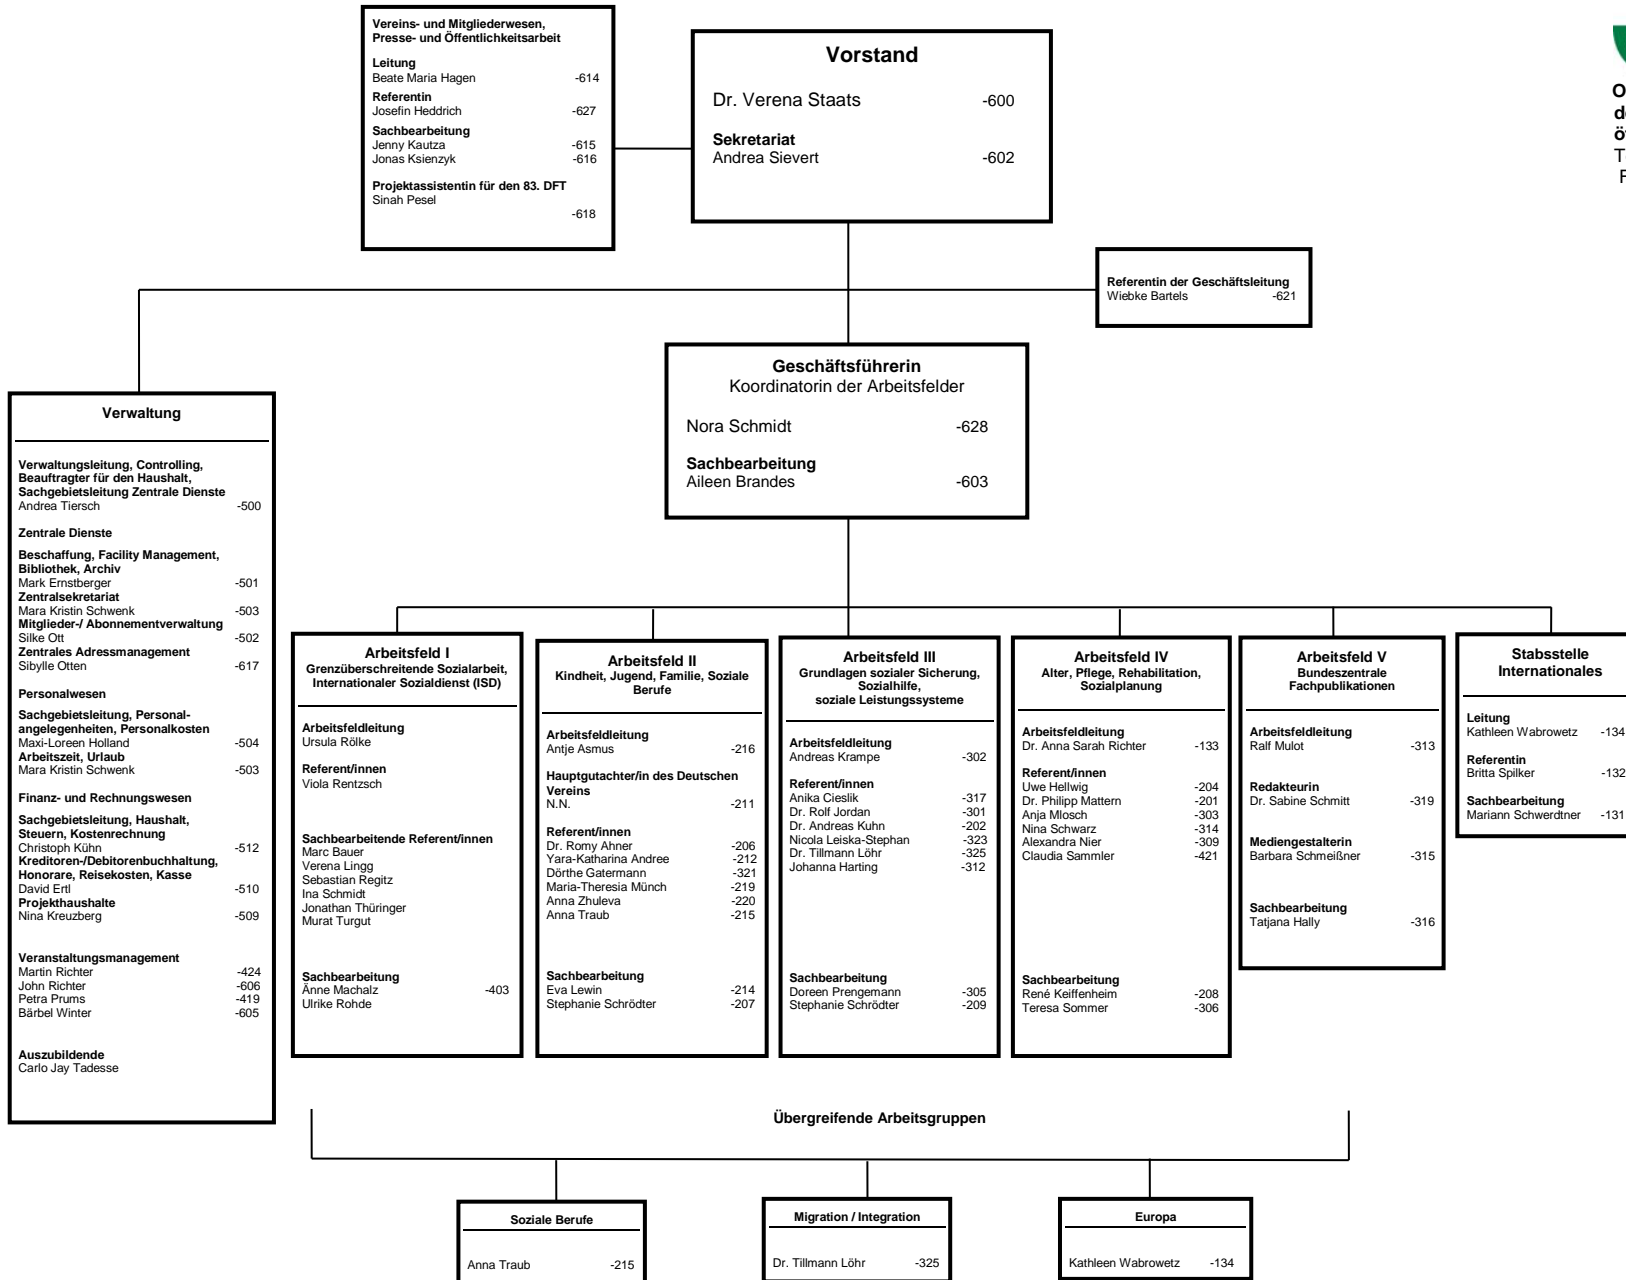 Vereins- und Mitgliederwesen,
Presse- und Öffentlichkeitsarbeit
Leitung
Beate Maria Hagen -614
Referentin
Josefin Heddrich -627
Sachbearbeitung
Jenny Kautza -615
Jonas Ksienzyk -616
Projektassistentin für den 83. DFT
Sinah Pesel
-618
Vorstand
Dr. Verena Staats -600
Sekretariat
Andrea Sievert -602
Referentin der Geschäftsleitung
Wiebke Bartels -621
Geschäftsführerin
Koordinatorin der Arbeitsfelder
Nora Schmidt -628
Sachbearbeitung
Aileen Brandes -603
Verwaltung
Verwaltungsleitung, Controlling,
Beauftragter für den Haushalt,
Sachgebietsleitung Zentrale Dienste
Andrea Tiersch -500
Zentrale Dienste
Beschaffung, Facility Management,
Bibliothek, Archiv
Mark Ernstberger -501
Zentralsekretariat
Mara Kristin Schwenk -503
Mitglieder-/ Abonnementverwaltung
Silke Ott -502
Zentrales Adressmanagement
Sibylle Otten -617
Personalwesen
Sachgebietsleitung, Personal-
angelegenheiten, Personalkosten
Maxi-Loreen Holland -504
Arbeitszeit, Urlaub
Mara Kristin Schwenk -503
Finanz- und Rechnungswesen
Sachgebietsleitung, Haushalt,
Steuern, Kostenrechnung
Christoph Kühn -512
Kreditoren-/Debitorenbuchhaltung,
Honorare, Reisekosten, Kasse
David Ertl -510
Projekthaushalte
Nina Kreuzberg -509
Veranstaltungsmanagement
Martin Richter -424
John Richter -606
Petra Prums -419
Bärbel Winter -605
Auszubildende
Carlo Jay Tadesse
Arbeitsfeld I
Grenzüberschreitende Sozialarbeit,
Internationaler Sozialdienst (ISD)
Arbeitsfeldleitung
Ursula Rölke
Referent/innen
Viola Rentzsch
Sachbearbeitende Referent/innen
Marc Bauer
Verena Lingg
Sebastian Regitz
Ina Schmidt
Jonathan Thüringer
Murat Turgut
Sachbearbeitung
Änne Machalz -403
Ulrike Rohde
Arbeitsfeld II
Kindheit, Jugend, Familie, Soziale
Berufe
Arbeitsfeldleitung
Antje Asmus -216
Hauptgutachter/in des Deutschen
Vereins
N.N. -211
Referent/innen
Dr. Romy Ahner -206
Yara-Katharina Andree -212
Dörthe Gatermann -321
Maria-Theresia Münch -219
Anna Zhuleva -220
Anna Traub -215
Sachbearbeitung
Eva Lewin -214
Stephanie Schrödter -207
Arbeitsfeld III
Grundlagen sozialer Sicherung,
Sozialhilfe,
soziale Leistungssysteme
Arbeitsfeldleitung
Andreas Krampe -302
Referent/innen
Anika Cieslik -317
Dr. Rolf Jordan -301
Dr. Andreas Kuhn -202
Nicola Leiska-Stephan -323
Dr. Tillmann Löhr -325
Johanna Harting -312
Sachbearbeitung
Doreen Prengemann -305
Stephanie Schrödter -209
Arbeitsfeld IV
Alter, Pflege, Rehabilitation,
Sozialplanung
Arbeitsfeldleitung
Dr. Anna Sarah Richter -133
Referent/innen
Uwe Hellwig -204
Dr. Philipp Mattern -201
Anja Mlosch -303
Nina Schwarz -314
Alexandra Nier -309
Claudia Sammler -421
Sachbearbeitung
René Keiffenheim -208
Teresa Sommer -306
Arbeitsfeld V
Bundeszentrale
Fachpublikationen
Arbeitsfeldleitung
Ralf Mulot -313
Redakteurin
Dr. Sabine Schmitt -319
Mediengestalterin
Barbara Schmeißner -315
Sachbearbeitung
Tatjana Hally -316
Stabsstelle
Internationales
Leitung
Kathleen Wabrowetz -134
Referentin
Britta Spilker -132
Sachbearbeitung
Mariann Schwerdtner -131
Übergreifende Arbeitsgruppen
Soziale Berufe
Anna Traub -215
Migration / Integration
Dr. Tillmann Löhr -325
Europa
Kathleen Wabrowetz -134